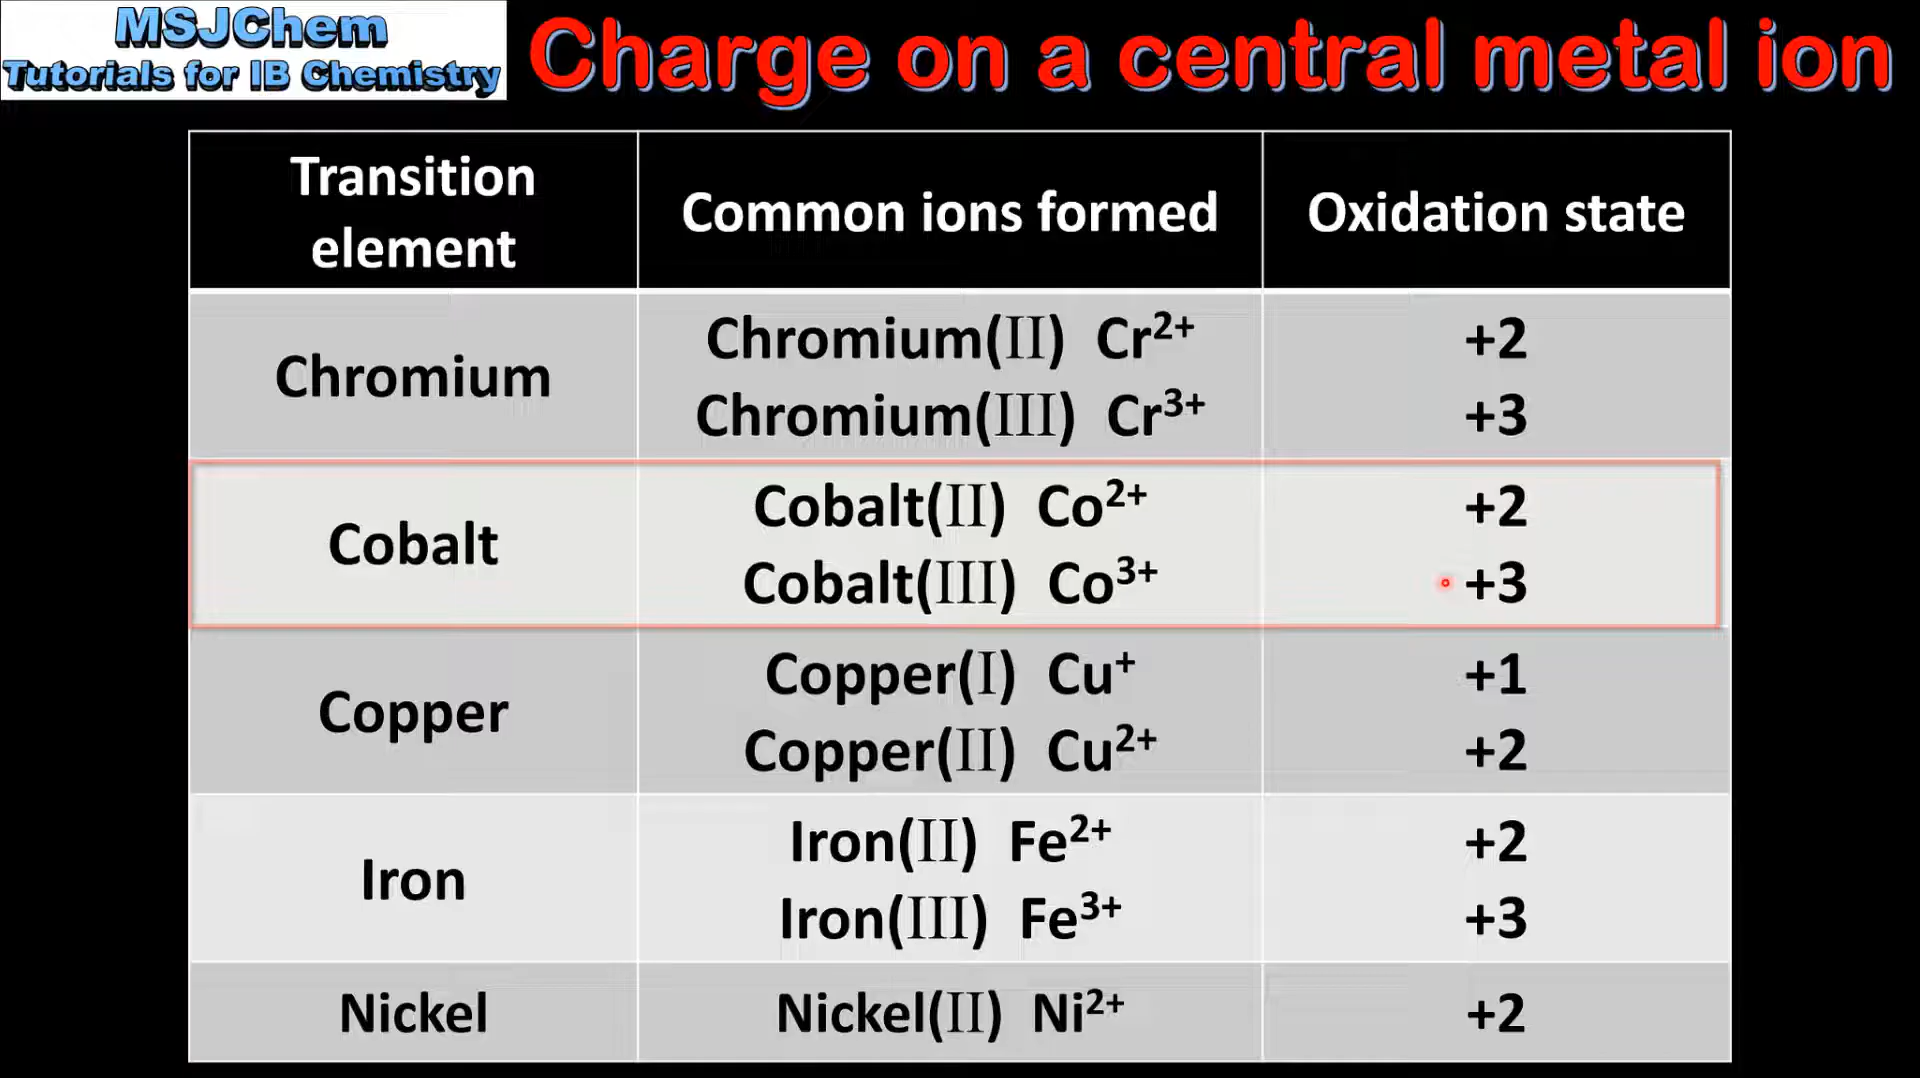 MSJChem
Tutorials for IB Chemistry
Charge on a central metal ion
Transition
element
Common ions formed
Oxidation state
Chromium
Chromium(II) Cr²⁺
+2
Chromium(III) Cr³⁺
+3
Cobalt
Cobalt(II) Co²⁺
+2
Cobalt(III) Co³⁺
+3
Copper
Copper(I) Cu⁺
+1
Copper(II) Cu²⁺
+2
Iron
Iron(II) Fe²⁺
+2
Iron(III) Fe³⁺
+3
Nickel
Nickel(II) Ni²⁺
+2